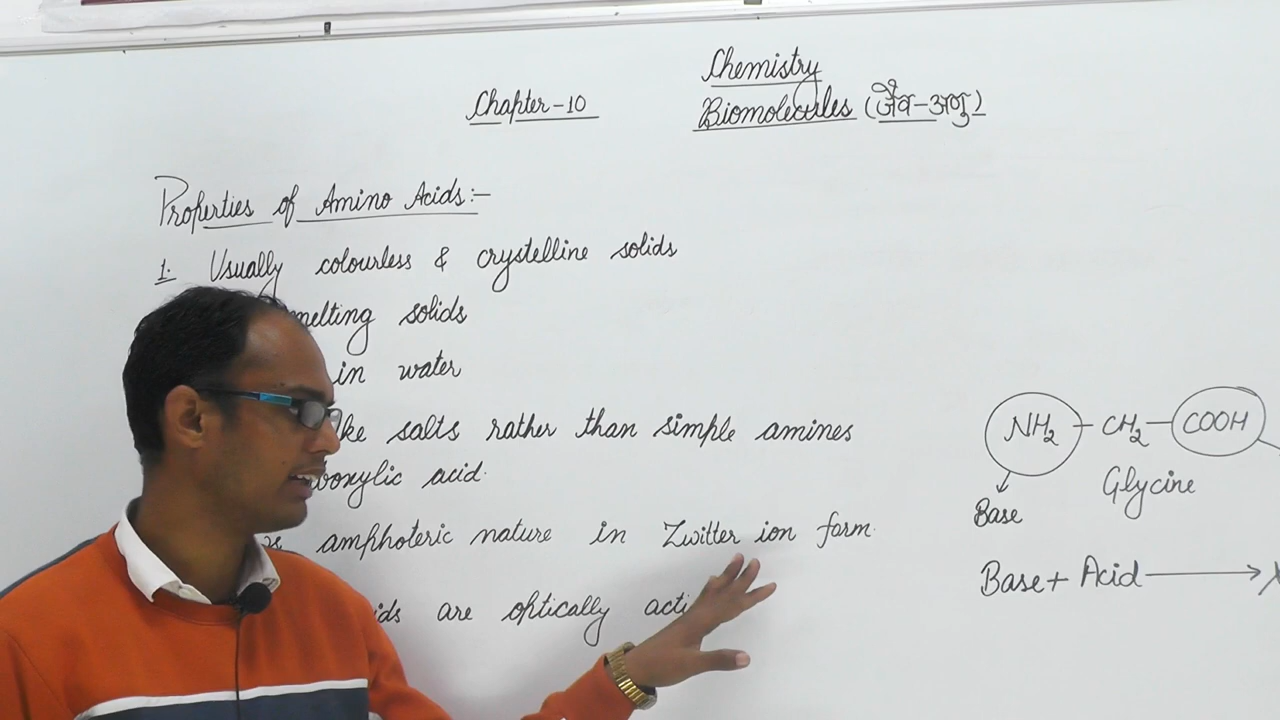 Chemistry
Chapter-10
Biomolecules (जैव-अणु)
Properties of Amino Acids:-
1. Usually colourless & crystelline solids
melting solids
in water
salts rather than simple amines
acid.
amphoteric nature in Zwitter ion form.
are optically
NH₂ - CH₂ - COOH
Glycine
Base
Base + Acid →